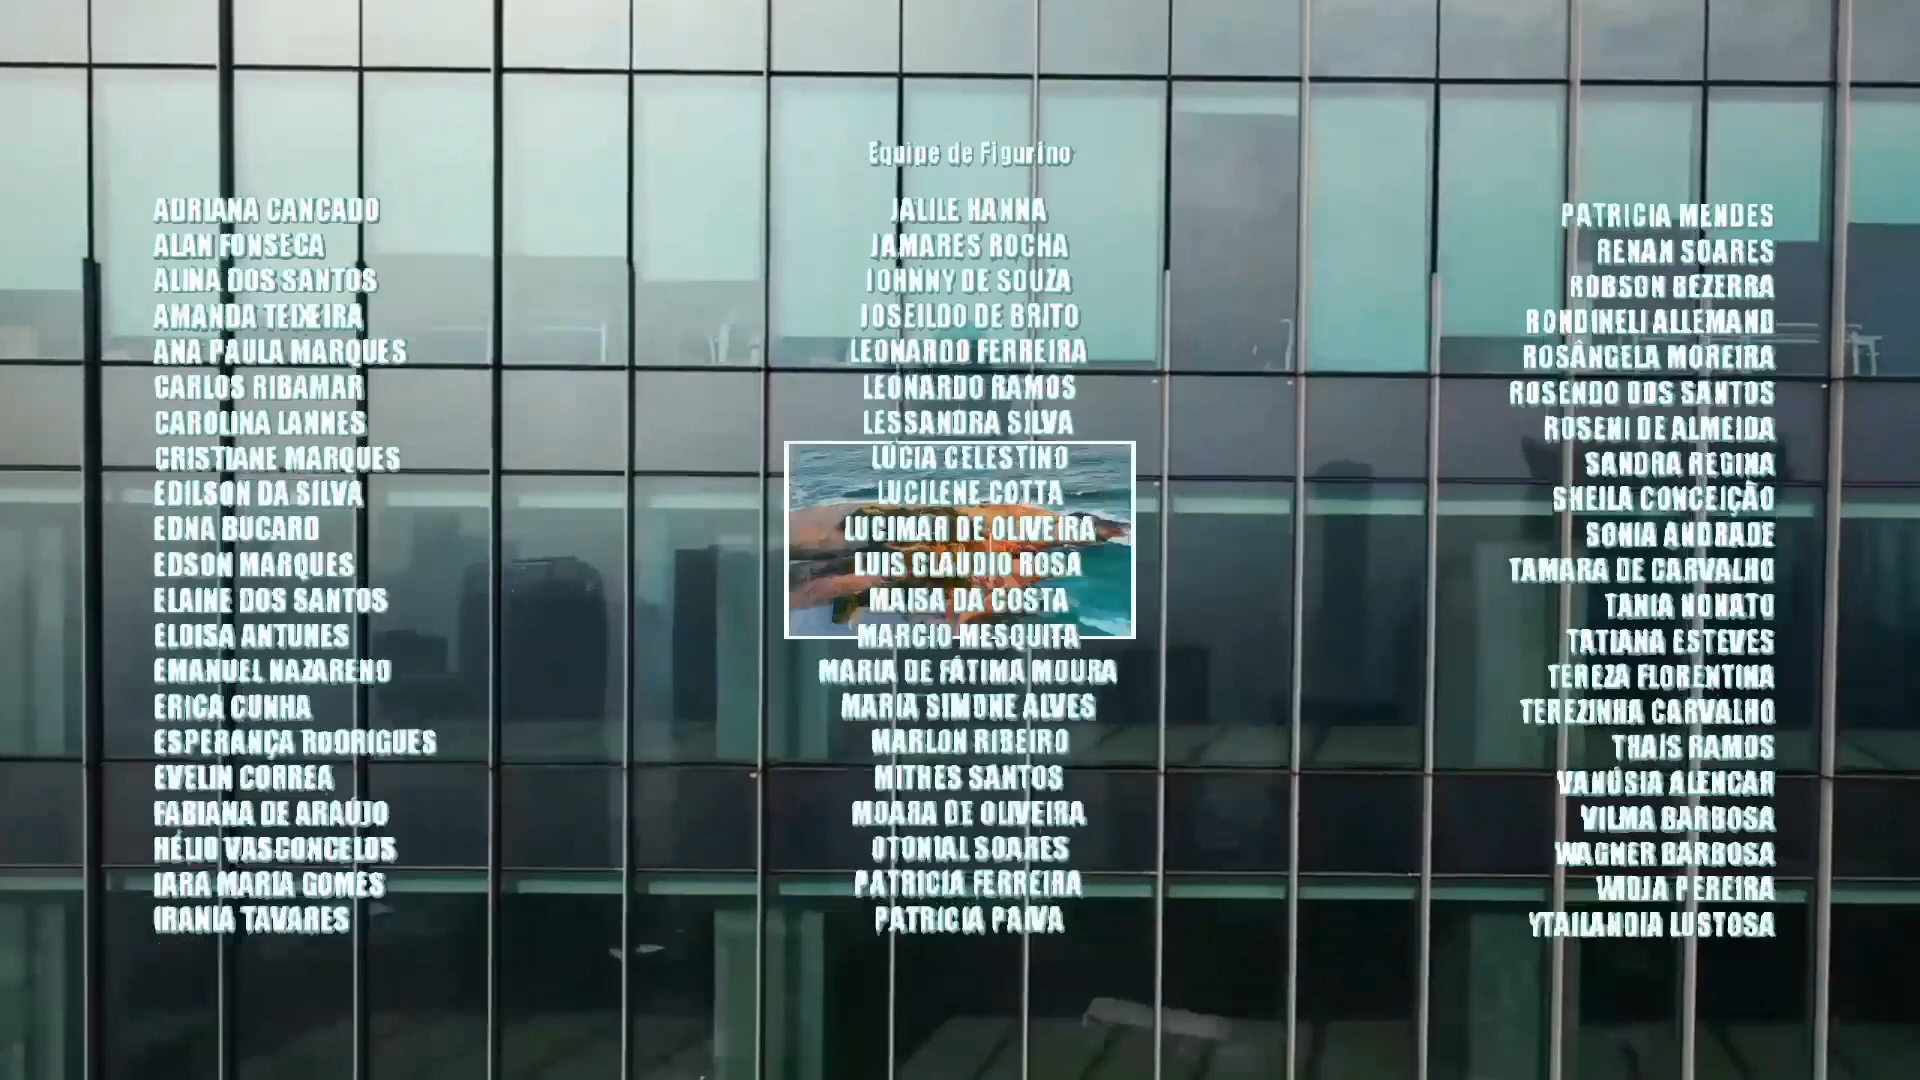 Equipe de Figurino
ADRIANA CANCADO
ALAN FONSECA
ALINA DOS SANTOS
AMANDA TEIXEIRA
ANA PAULA MARQUES
CARLOS RIBAMAR
CAROLINA LANNES
CRISTIANE MARQUES
EDILSON DA SILVA
EDNA BUCARO
EDSON MARQUES
ELAINE DOS SANTOS
ELOISA ANTUNES
EMANUEL NAZARENO
ERICA CUNHA
ESPERANÇA RODRIGUES
EVELIN CORREA
FABIANA DE ARAÚJO
HÉLIO VASCONCELOS
IARA MARIA GOMES
IRANIA TAVARES
JALILE HANNA
JAMARES ROCHA
JOHNNY DE SOUZA
JOSEILDO DE BRITO
LEONARDO FERREIRA
LEONARDO RAMOS
LESSANDRA SILVA
LUCIA CELESTINO
LUCILENE COTTA
LUCIMAR DE OLIVEIRA
LUIS CLAUDIO ROSA
MAISA DA COSTA
MARCIO MESQUITA
MARIA DE FÁTIMA MOURA
MARIA SIMONE ALVES
MARLON RIBEIRO
MITHES SANTOS
MOARA DE OLIVEIRA
OTONIAL SOARES
PATRICIA FERREIRA
PATRICIA PAIVA
PATRICIA MENDES
RENAN SOARES
ROBSON BEZERRA
RONDINELI ALLEMAND
ROSÂNGELA MOREIRA
ROSENDO DOS SANTOS
ROSENI DE ALMEIDA
SANDRA REGINA
SHEILA CONCEIÇÃO
SONIA ANDRADE
TAMARA DE CARVALHO
TANIA NONATO
TATIANA ESTEVES
TEREZA FLORENTINA
TEREZINHA CARVALHO
THAIS RAMOS
VANÚSIA ALENCAR
VILMA BARBOSA
WAGNER BARBOSA
WIDJA PEREIRA
YTAILANDIA LUSTOSA